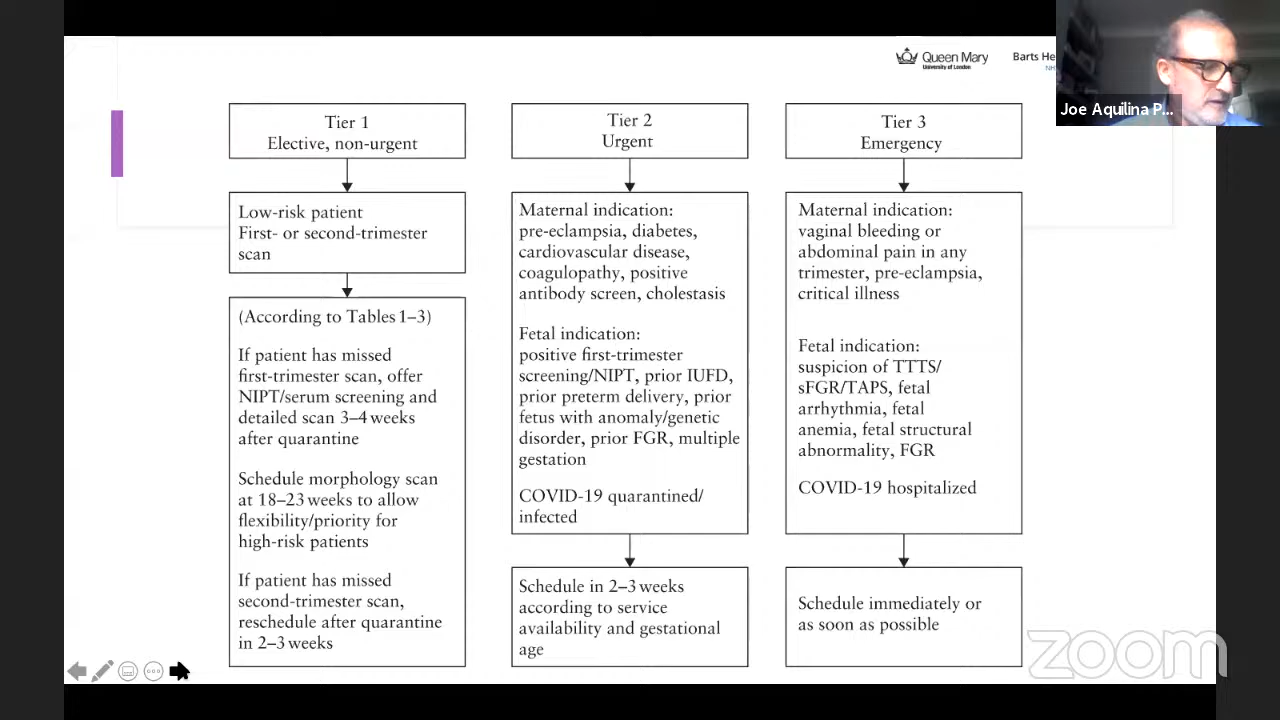 Queen Mary
University of London
Barts He
NH
Joe Aquilina P...
Tier 1
Elective, non-urgent
Low-risk patient
First- or second-trimester
scan
(According to Tables 1–3)
If patient has missed
first-trimester scan, offer
NIPT/serum screening and
detailed scan 3–4 weeks
after quarantine
Schedule morphology scan
at 18–23 weeks to allow
flexibility/priority for
high-risk patients
If patient has missed
second-trimester scan,
reschedule after quarantine
in 2–3 weeks
Tier 2
Urgent
Maternal indication:
pre-eclampsia, diabetes,
cardiovascular disease,
coagulopathy, positive
antibody screen, cholestasis
Fetal indication:
positive first-trimester
screening/NIPT, prior IUFD,
prior preterm delivery, prior
fetus with anomaly/genetic
disorder, prior FGR, multiple
gestation
COVID-19 quarantined/
infected
Schedule in 2–3 weeks
according to service
availability and gestational
age
Tier 3
Emergency
Maternal indication:
vaginal bleeding or
abdominal pain in any
trimester, pre-eclampsia,
critical illness
Fetal indication:
suspicion of TTTS/
sFGR/TAPS, fetal
arrhythmia, fetal
anemia, fetal structural
abnormality, FGR
COVID-19 hospitalized
Schedule immediately or
as soon as possible
zoom